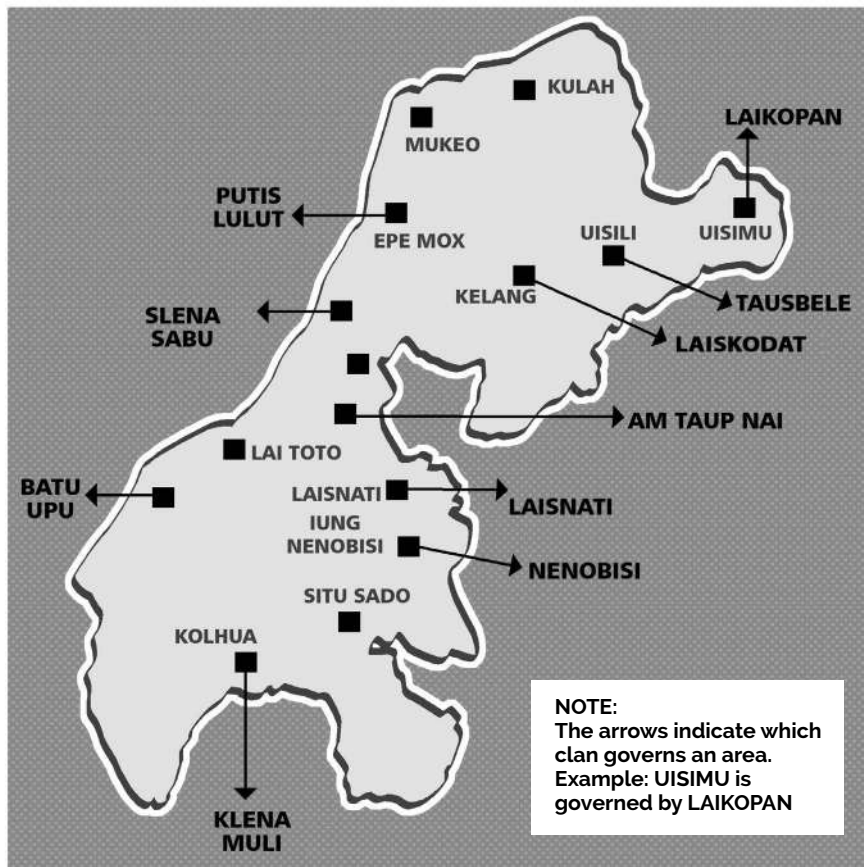 KULAH
LAIKOPAN
MUKEO
PUTIS
LULUT
EPE MOX
UISILI
UISIMU
KELANG
TAUSBELE
SLENA
SABU
LAISKODAT
AM TAUP NAI
LAI TOTO
BATU
UPU
LAISNATI
LAISNATI
IUNG
NENOBISI
NENOBISI
SITU SADO
KOLHUA
KLENA
MULI
NOTE:
The arrows indicate which
clan governs an area.
Example: UISIMU is
governed by LAIKOPAN